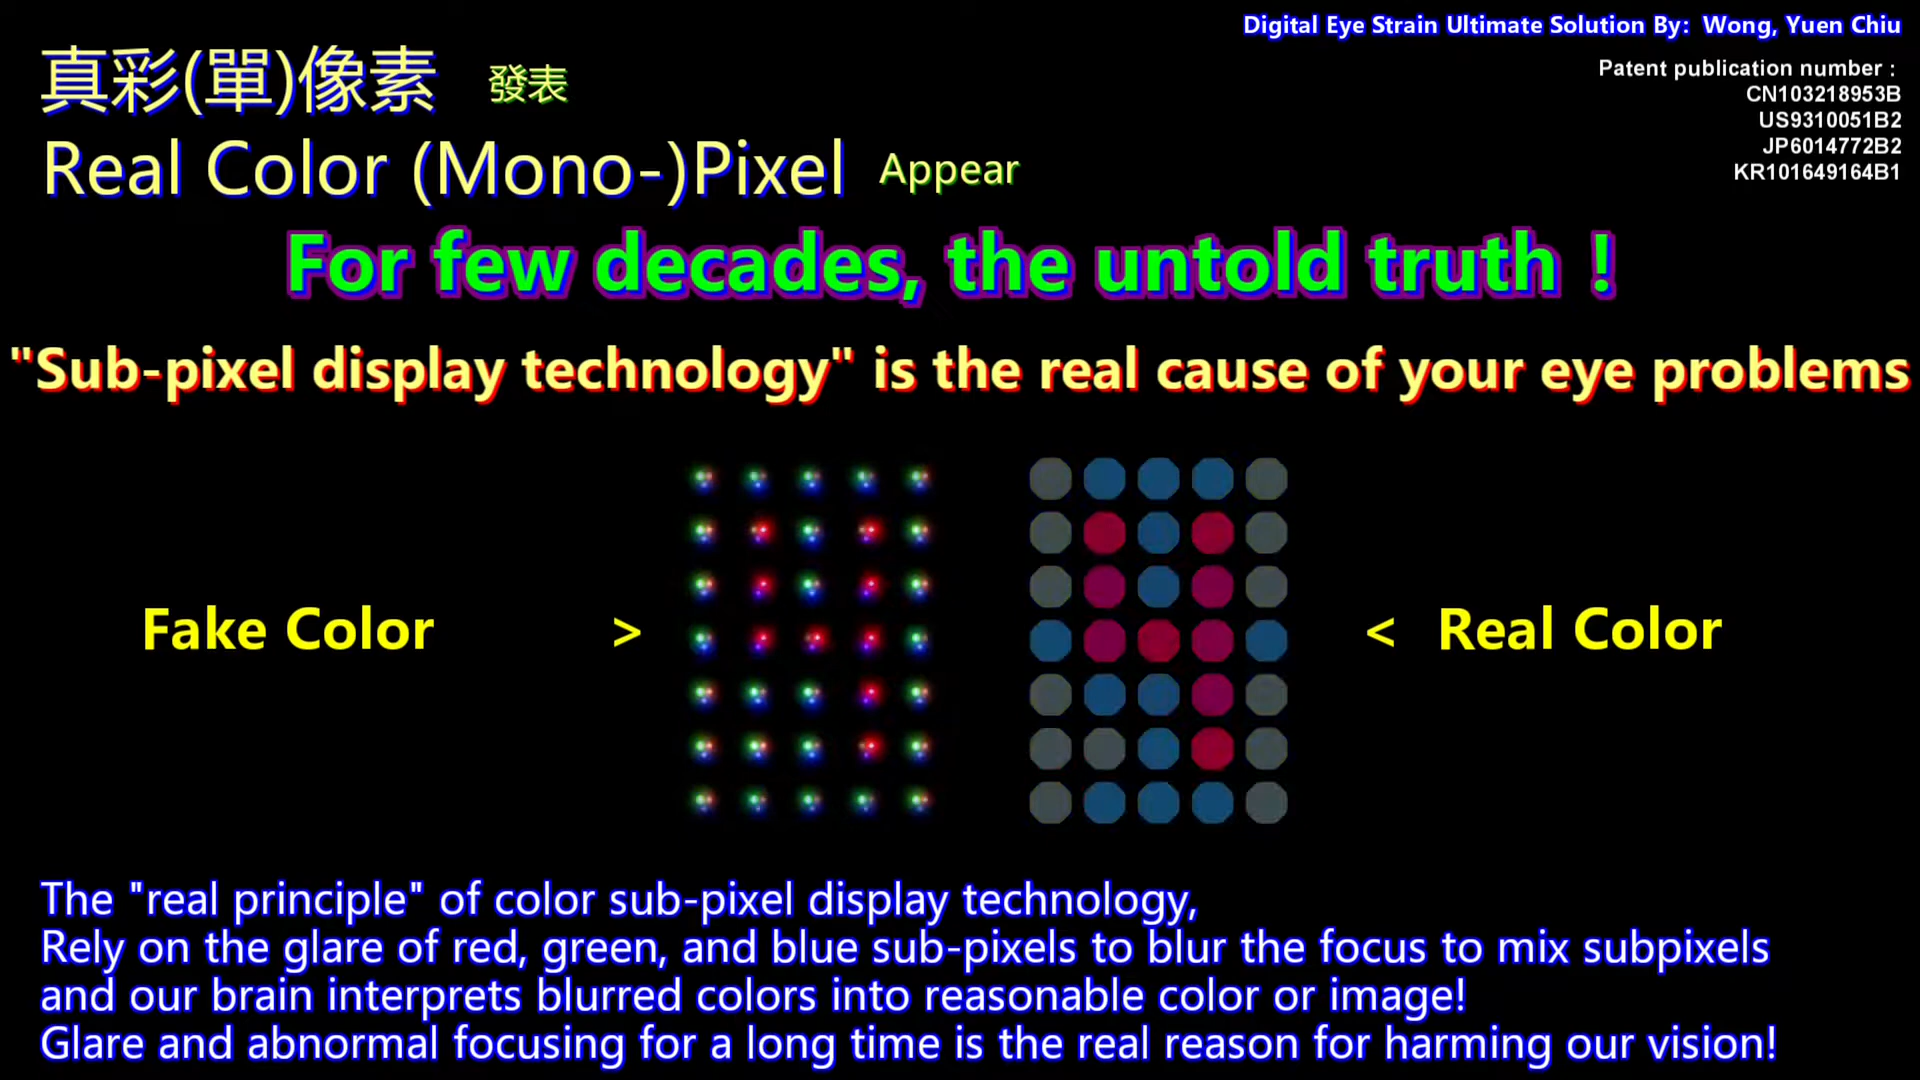 Digital Eye Strain Ultimate Solution By: Wong, Yuen Chiu
真彩(單)像素 發表
Patent publication number :
CN103218953B
US9310051B2
JP6014772B2
KR101649164B1
Real Color (Mono-)Pixel Appear
For few decades, the untold truth !
"Sub-pixel display technology" is the real cause of your eye problems
Fake Color > < Real Color
The "real principle" of color sub-pixel display technology,
Rely on the glare of red, green, and blue sub-pixels to blur the focus to mix subpixels
and our brain interprets blurred colors into reasonable color or image!
Glare and abnormal focusing for a long time is the real reason for harming our vision!